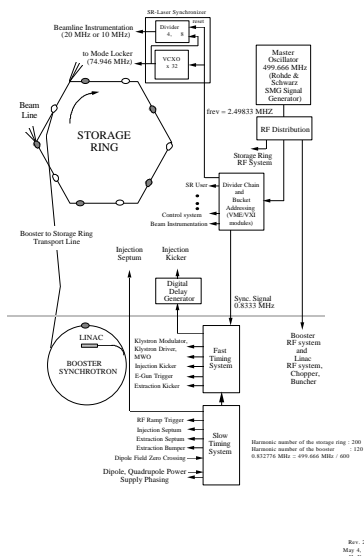 SR-Laser Synchronizer
Beamline Instrumentation
(20 MHz or 10 MHz)
Divider
4, 8
reset
to Mode Locker
(74.946 MHz)
VCXO
x 32
Master
Oscillator
499.666 MHz
(Rohde &
Schwarz
SMG Signal
Generator)
Beam
Line
STORAGE
RING
frev = 2.49833 MHZ
RF Distribution
Storage Ring
RF System
SR User
Divider Chain
and
Bucket
Addressing
(VME/VXI
modules)
Control system
Beam Instrumentation
Booster to Storage Ring
Transport Line
Injection
Septum
Injection
Kicker
Digital
Delay
Generator
Sync. Signal
0.8333 MHz
LINAC
BOOSTER
SYNCHROTRON
Klystron Modulator,
Klystron Driver,
MWO
Injection Kicker
E-Gun Trigger
Extraction Kicker
Fast
Timing
System
Booster
RF system
and
Linac
RF system,
Chopper,
Buncher
RF Ramp Trigger
Injection Septum
Extraction Septum
Extraction Bumper
Dipole Field Zero Crossing
Dipole, Quadrupole Power
Supply Phasing
Slow
Timing
System
Harmonic number of the storage ring : 200
Harmonic number of the booster : 120
0.832776 MHz = 499.666 MHz / 600
Rev. 2
May 4,